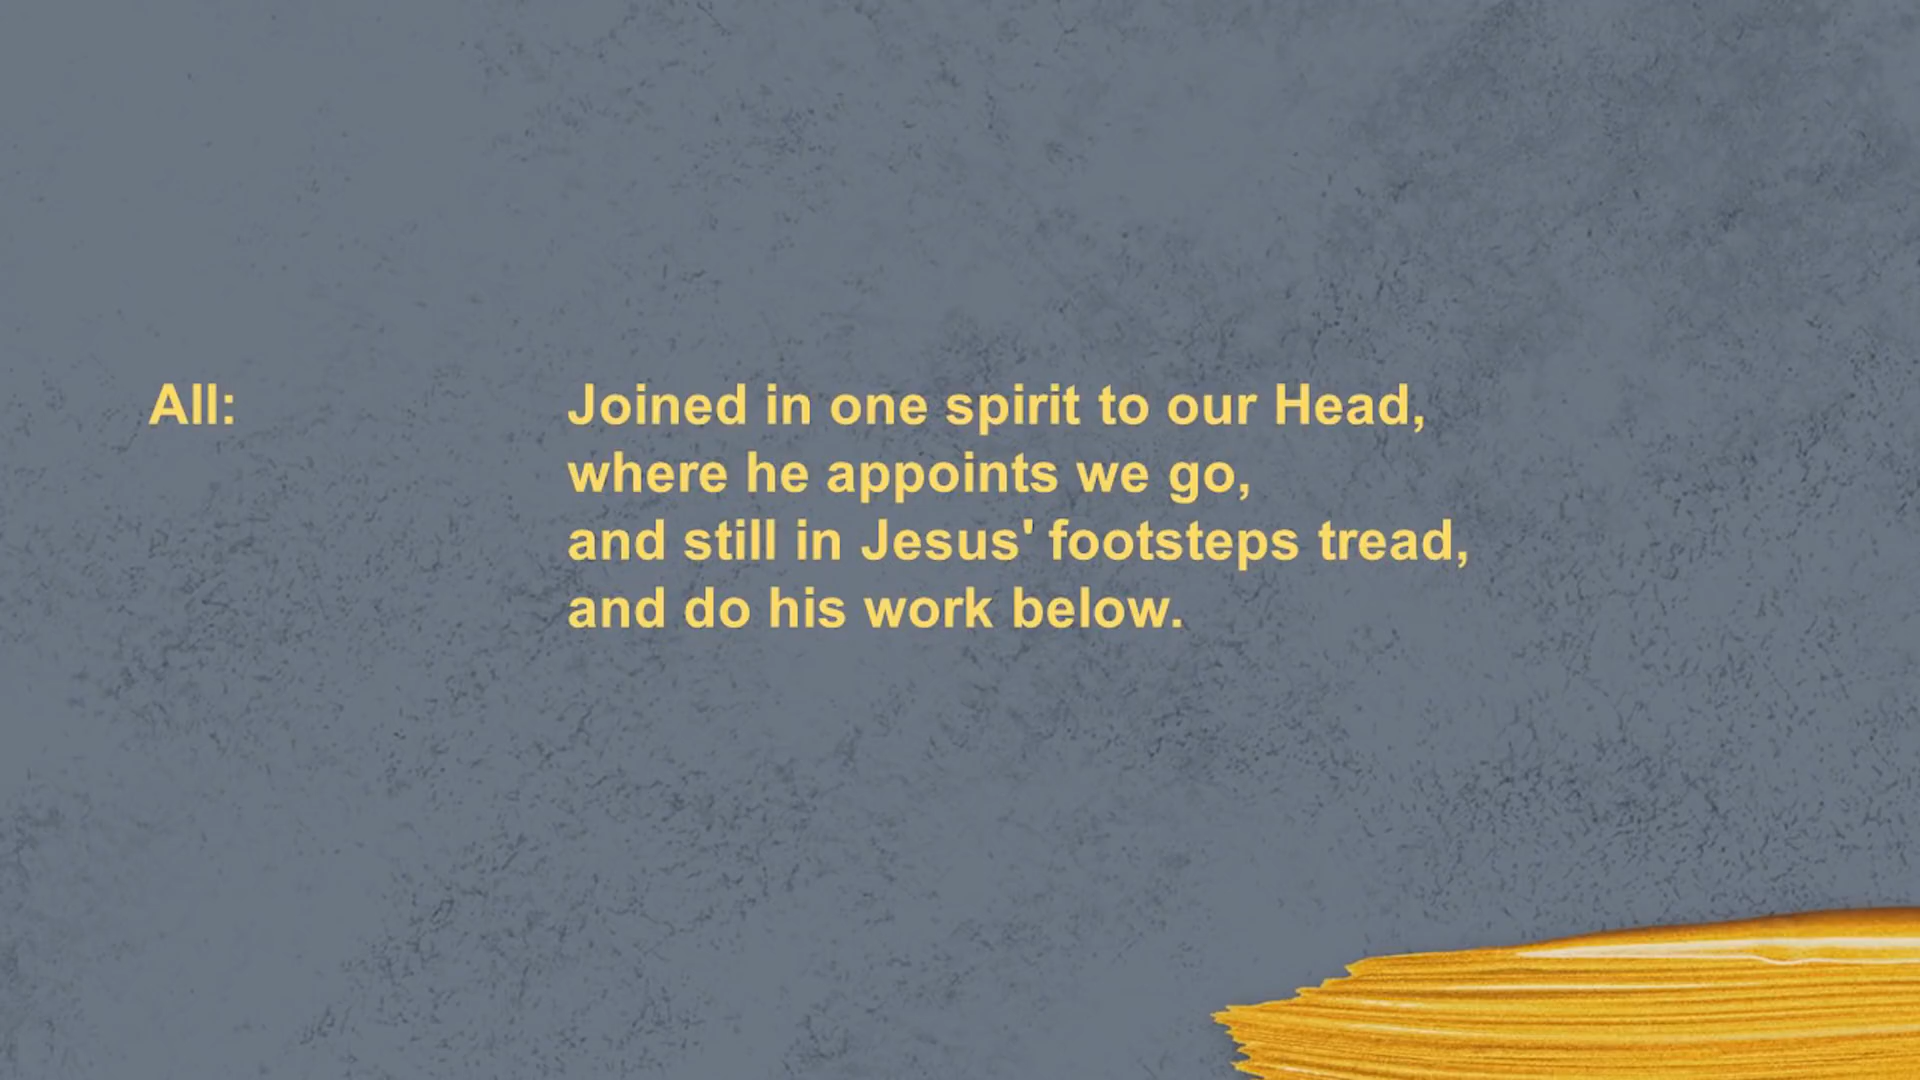 All: Joined in one spirit to our Head,
where he appoints we go,
and still in Jesus' footsteps tread,
and do his work below.